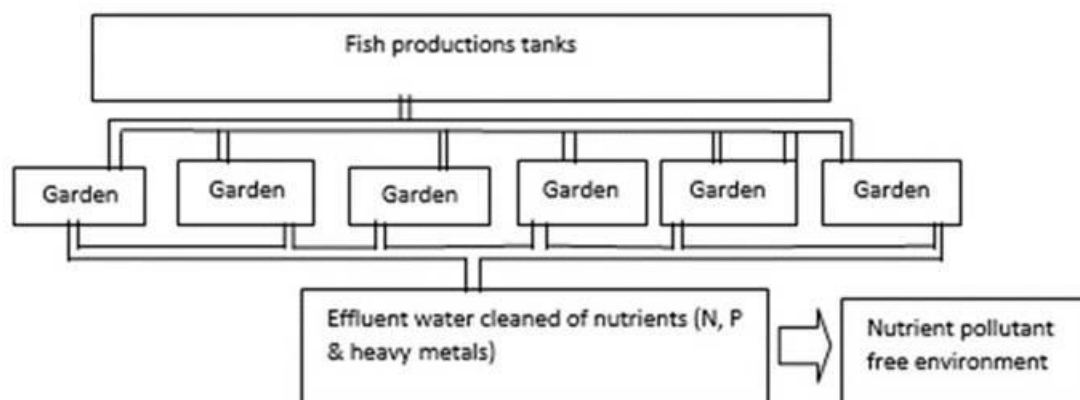 Fish productions tanks
Garden
Garden
Garden
Garden
Garden
Garden
Effluent water cleaned of nutrients (N, P
& heavy metals)
Nutrient pollutant
free environment